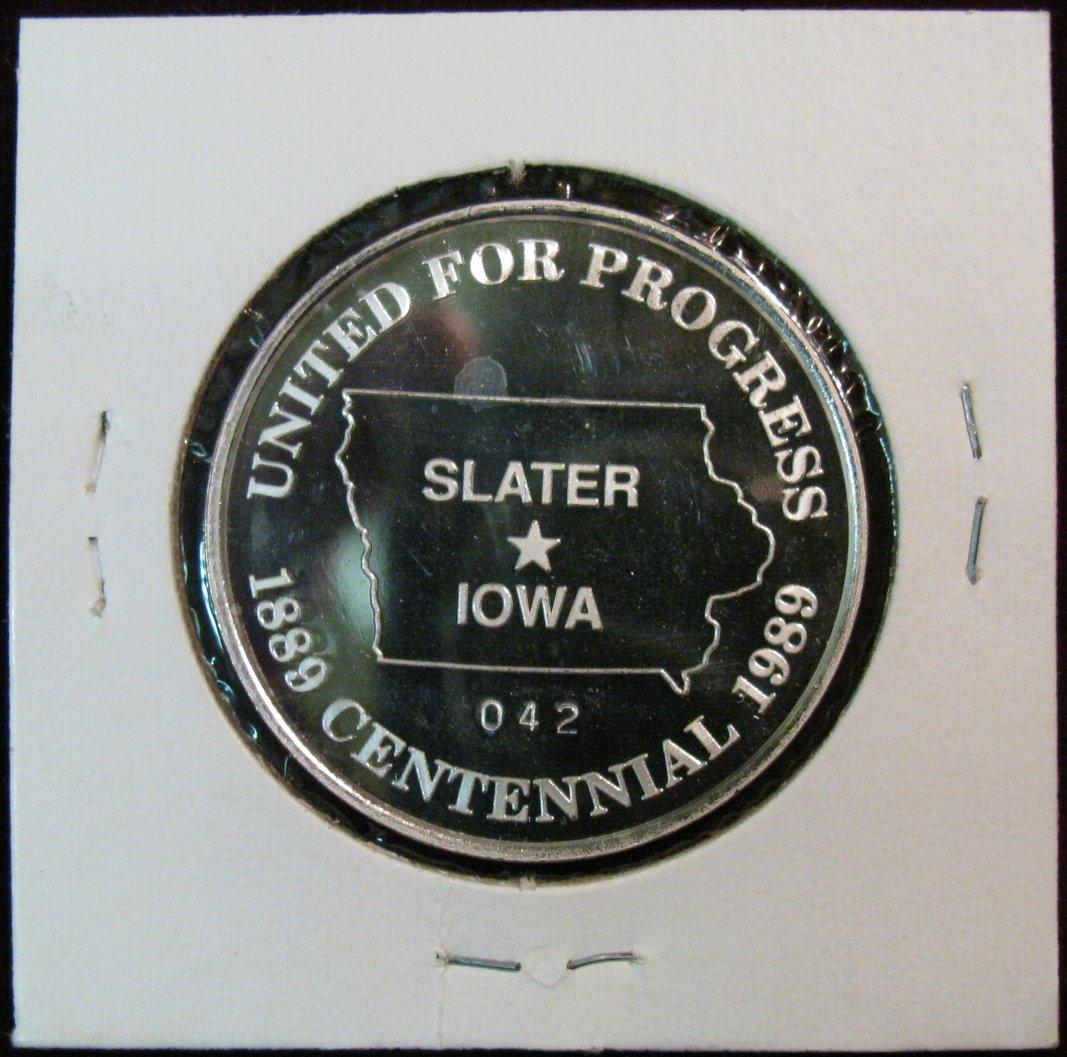 UNITED FOR PROGRESS
SLATER
IOWA
042
1889 CENTENNIAL 1989